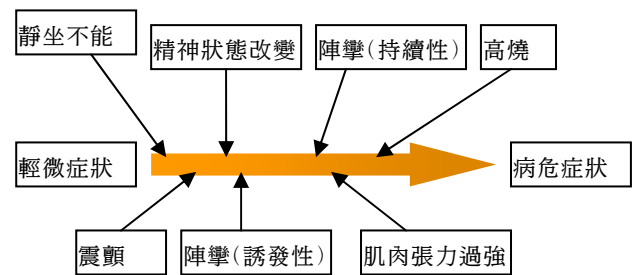 靜坐不能
精神狀態改變
陣攣(持續性)
高燒
輕微症狀
病危症狀
震顫
陣攣(誘發性)
肌肉張力過強